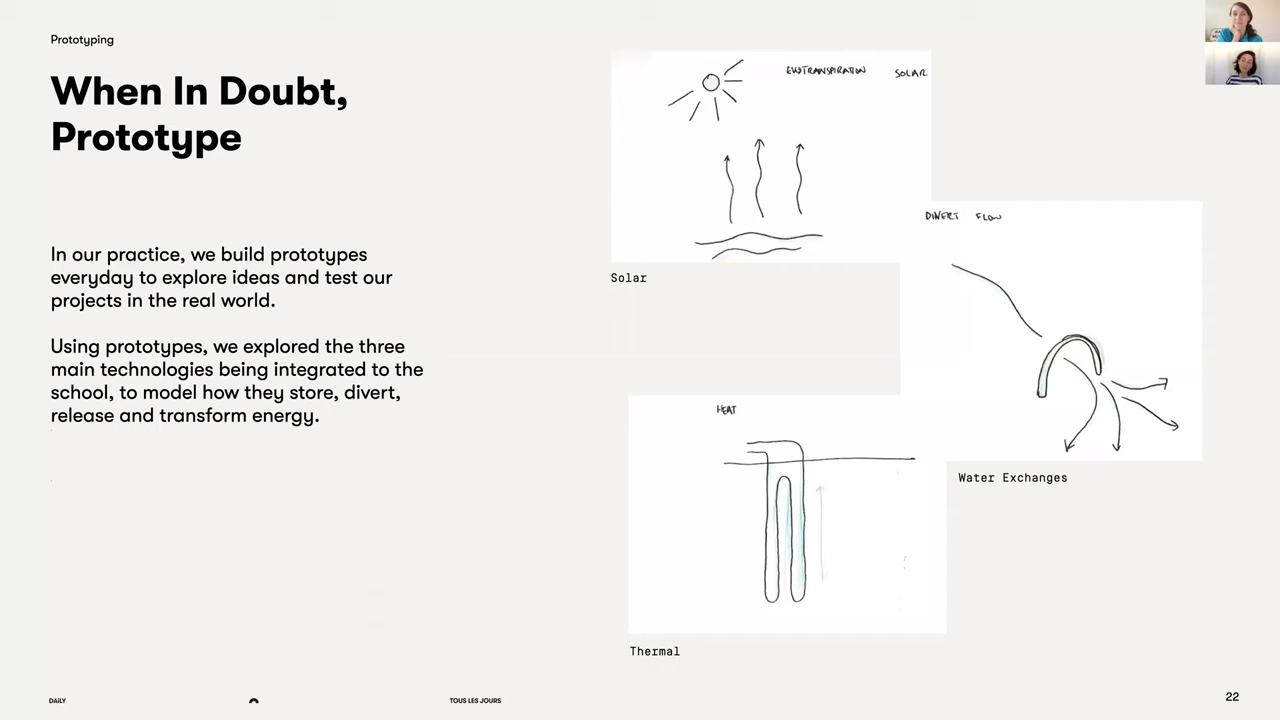 Prototyping
When In Doubt,
Prototype
In our practice, we build prototypes
everyday to explore ideas and test our
projects in the real world.
Using prototypes, we explored the three
main technologies being integrated to the
school, to model how they store, divert,
release and transform energy.
EVOTRANSPIRATION SOLAR
Solar
DIVERT FLOW
Water Exchanges
HEAT
Thermal
DAILY
TOUS LES JOURS
22